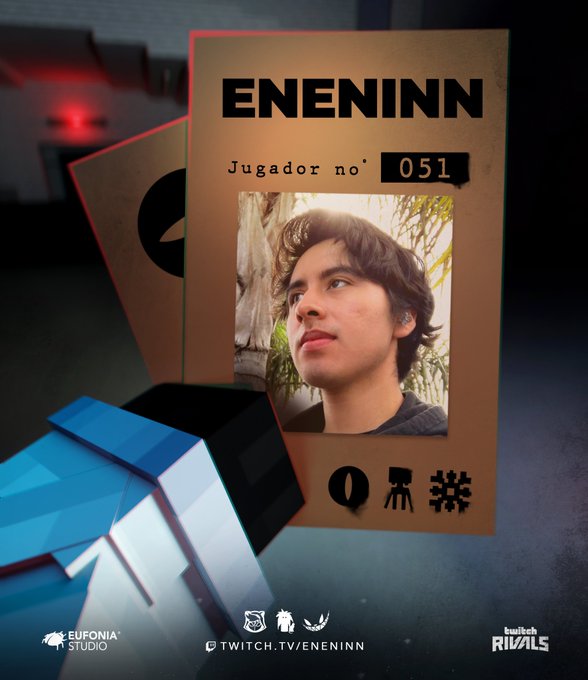 ENENINN
Jugador no° 051
EUFONIA®
STUDIO
TWITCH.TV/ENENINN
twitch
RIVALS